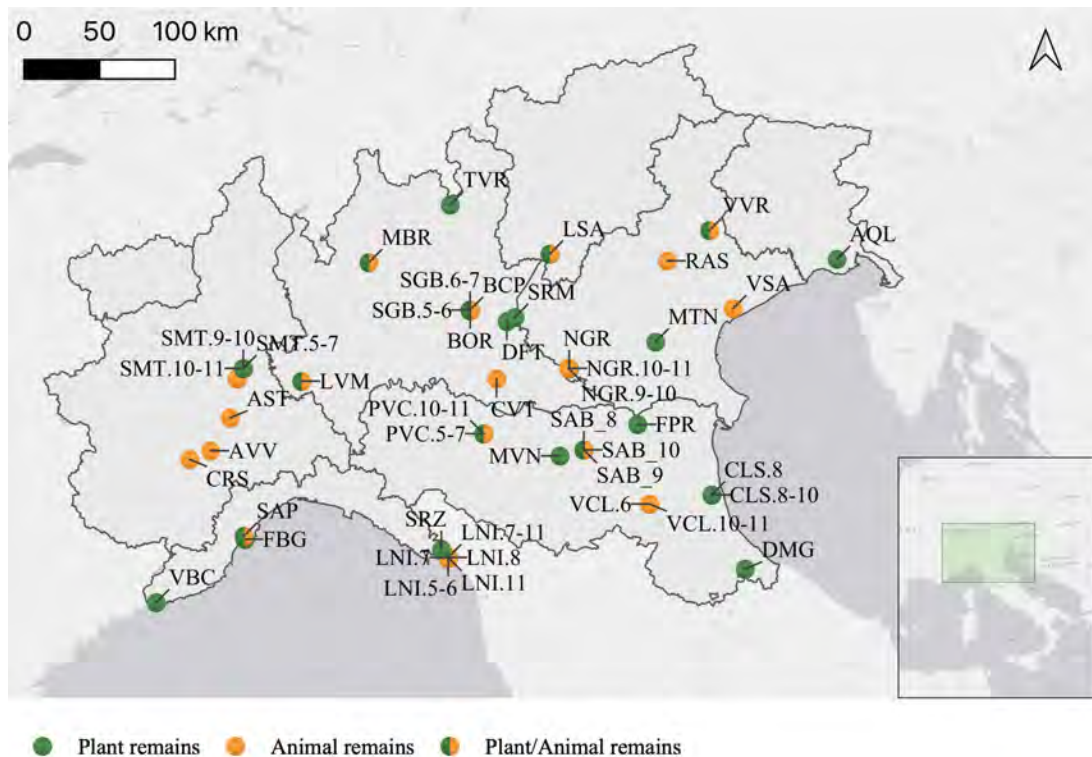 0 50 100 km
TVR
VVR
LSA
MBR
AQL
RAS
SGB.6-7
BCP
SRM
VSA
SGB.5-6
MTN
BOR
DFT
SMT.9-10
SMT.5-7
NGR
SMT.10-11
NGR.10-11
LVM
NGR.9-10
CVT
AST
PVC.10-11
SAB_8
FPR
PVC.5-7
AVV
SAB_10
MVN
CRS
SAB_9
CLS.8
CLS.8-10
VCL.6
VCL.10-11
SAP
SRZ
LNI.7-11
FBG
LNI.7
LNI.8
DMG
LNI.11
LNI.5-6
VBC
Plant remains Animal remains Plant/Animal remains